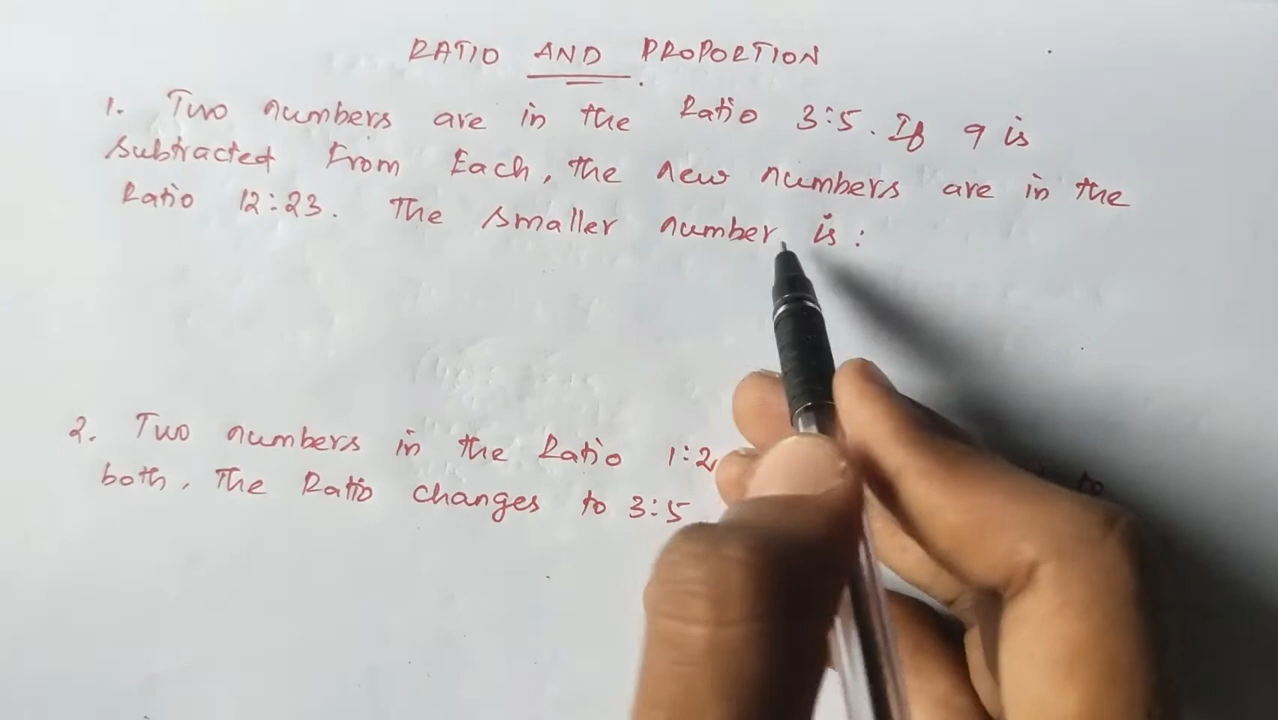 RATIO AND PROPORTION
1. Two numbers are in the Ratio 3:5. If 9 is
Subtracted From Each, the new numbers are in the
Ratio 12:23. The smaller number is:
2. Two numbers in the Ratio 1:2 to
both, The Ratio changes to 3:5